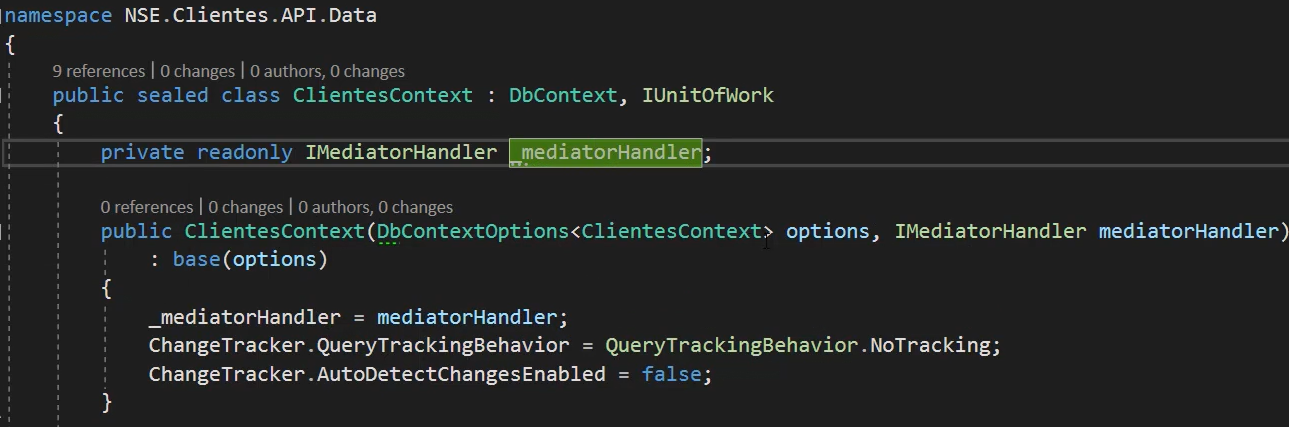 namespace NSE.Clientes.API.Data
{
9 references | 0 changes | 0 authors, 0 changes
public sealed class ClientesContext : DbContext, IUnitOfWork
{
private readonly IMediatorHandler _mediatorHandler;
0 references | 0 changes | 0 authors, 0 changes
public ClientesContext(DbContextOptions<ClientesContext> options, IMediatorHandler mediatorHandler)
: base(options)
{
_mediatorHandler = mediatorHandler;
ChangeTracker.QueryTrackingBehavior = QueryTrackingBehavior.NoTracking;
ChangeTracker.AutoDetectChangesEnabled = false;
}